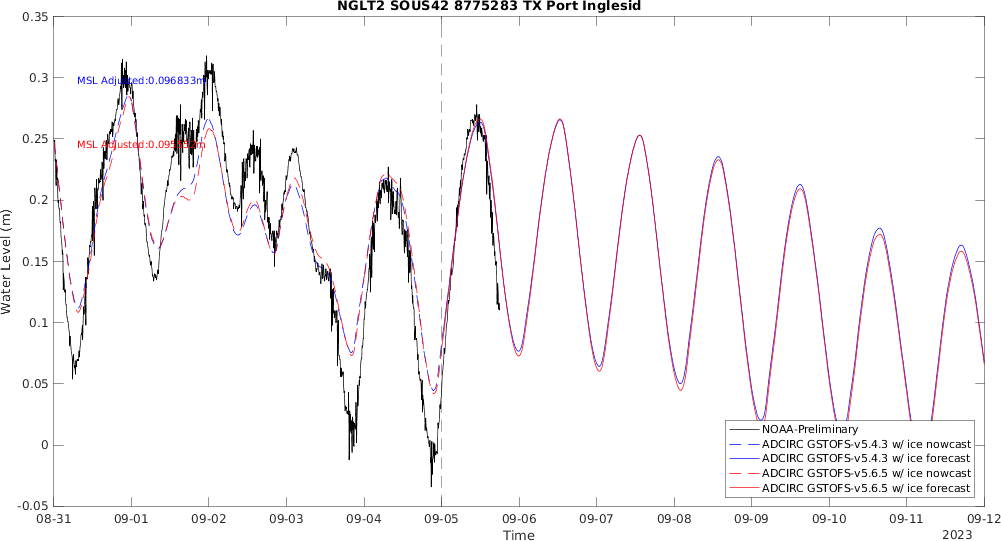 NGLT2 SOUS42 8775283 TX Port Inglesid
0.35
0.3
0.25
0.2
0.15
0.1
0.05
0
-0.05
Water Level (m)
MSL Adjusted:0.096833m
MSL Adjusted:
NOAA-Preliminary
ADCIRC GSTOFS-v5.4.3 w/ ice nowcast
ADCIRC GSTOFS-v5.4.3 w/ ice forecast
ADCIRC GSTOFS-v5.6.5 w/ ice nowcast
ADCIRC GSTOFS-v5.6.5 w/ ice forecast
08-31 09-01 09-02 09-03 09-04 09-05 09-06 09-07 09-08 09-09 09-10 09-11 09-12
Time
2023